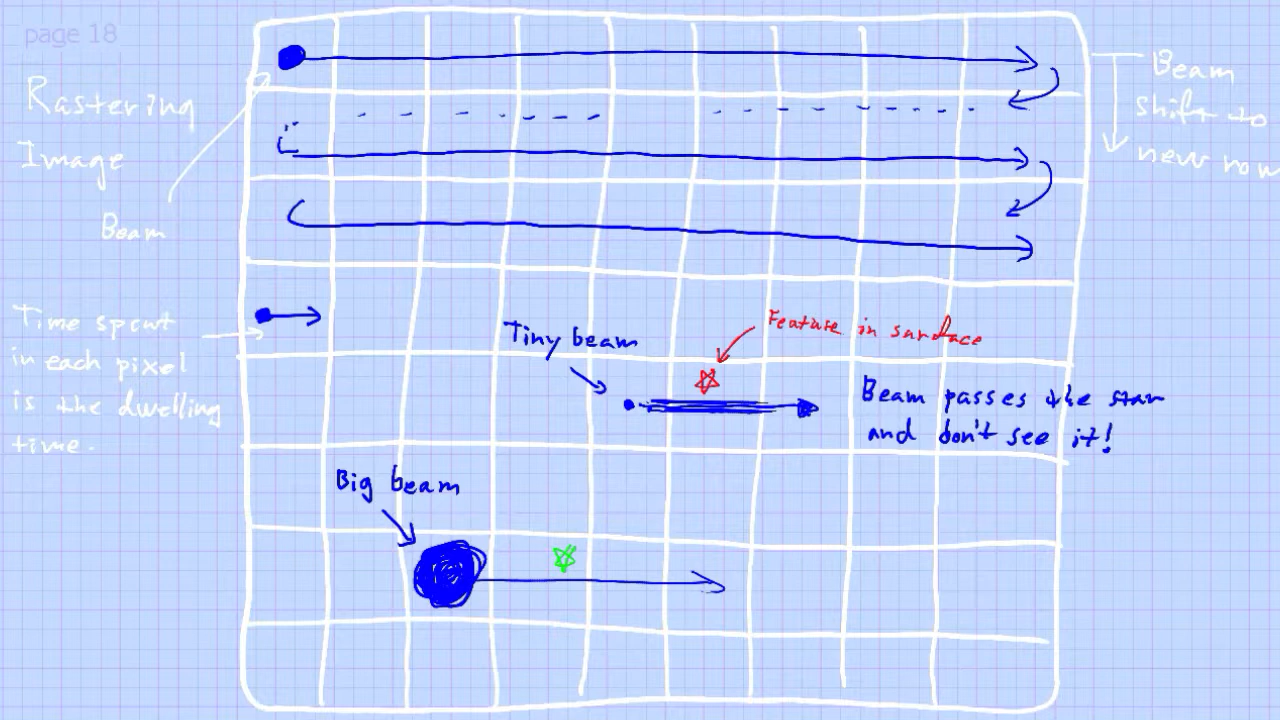 page 18
Rastering
Image
Beam
Beam
shift to
new row
Time spent
in each pixel
is the dwelling
time.
Tiny beam
Feature in surface
Beam passes the star
and don't see it!
Big beam